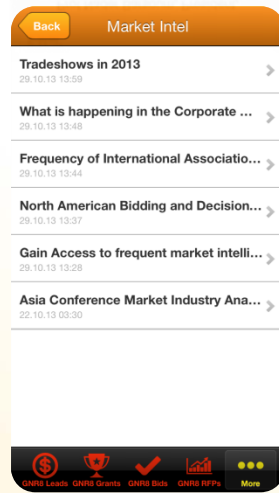 Back
Market Intel
Tradeshows in 2013
29.10.13 13:59
What is happening in the Corporate ...
29.10.13 13:48
Frequency of International Associatio...
29.10.13 13:44
North American Bidding and Decision...
29.10.13 13:37
Gain Access to frequent market intelli...
29.10.13 13:28
Asia Conference Market Industry Ana...
22.10.13 03:30
GNR8 Leads GNR8 Grants GNR8 Bids GNR8 RFPs More